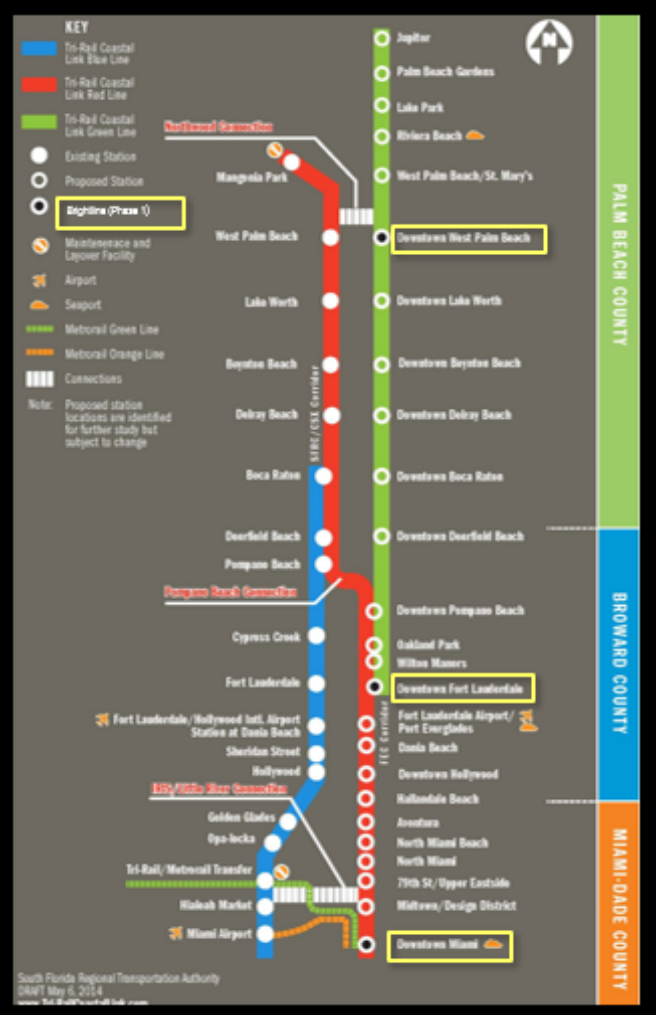 KEY
Tri-Rail Coastal
Link Blue Line
Tri-Rail Coastal
Link Red Line
Tri-Rail Coastal
Link Green Line
Existing Station
Proposed Station
Brightline (Phase 1)
Maintenenace and
Layover Facility
Airport
Seaport
Metrorail Green Line
Metrorail Orange Line
Connections
Note: Proposed station
locations are identified
for further study but
subject to change
N
Northwood Connection
Mangonia Park
West Palm Beach
Lake Worth
Boynton Beach
Delray Beach
SFRC/CSX Corridor
Boca Raton
Deerfield Beach
Pompano Beach
Pompano Beach Connection
Cypress Creek
Fort Lauderdale
Fort Lauderdale/Hollywood Intl. Airport
Station at Dania Beach
Sheridan Street
Hollywood
IRIS/Little River Connection
Golden Glades
Opa-locka
Tri-Rail/Metrorail Transfer
Hialeah Market
Miami Airport
Jupiter
Palm Beach Gardens
Lake Park
Riviera Beach
West Palm Beach/St. Mary's
Downtown West Palm Beach
Downtown Lake Worth
Downtown Boynton Beach
Downtown Delray Beach
Downtown Boca Raton
Downtown Deerfield Beach
Downtown Pompano Beach
Oakland Park
Wilton Manors
Downtown Fort Lauderdale
FEC Corridor
Fort Lauderdale Airport/
Port Everglades
Dania Beach
Downtown Hollywood
Hallandale Beach
Aventura
North Miami Beach
North Miami
79th St/Upper Eastside
Midtown/Design District
Downtown Miami
PALM BEACH COUNTY
BROWARD COUNTY
MIAMI-DADE COUNTY
South Florida Regional Transportation Authority
DRAFT May 6, 2014
www.Tri-RailCoastalLink.com